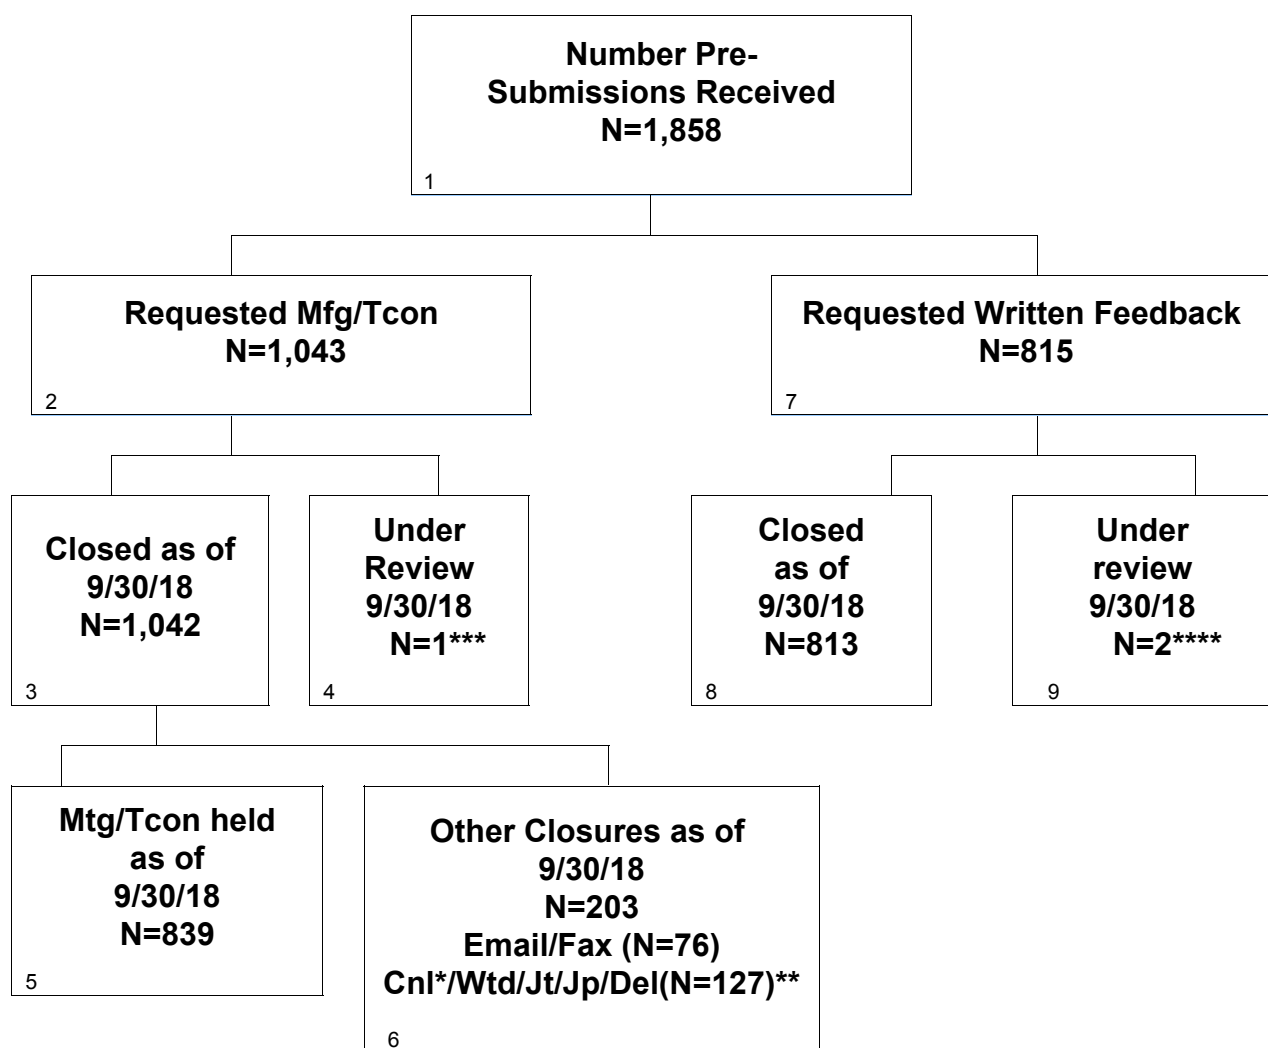 Number Pre-
Submissions Received
N=1,858
1
Requested Mfg/Tcon
N=1,043
2
Requested Written Feedback
N=815
7
Closed as of
9/30/18
N=1,042
3
Under
Review
9/30/18
N=1***
4
Closed
as of
9/30/18
N=813
8
Under
review
9/30/18
N=2****
9
Mtg/Tcon held
as of
9/30/18
N=839
5
Other Closures as of
9/30/18
N=203
Email/Fax (N=76)
Cnl*/Wtd/Jt/Jp/Del(N=127)**
6